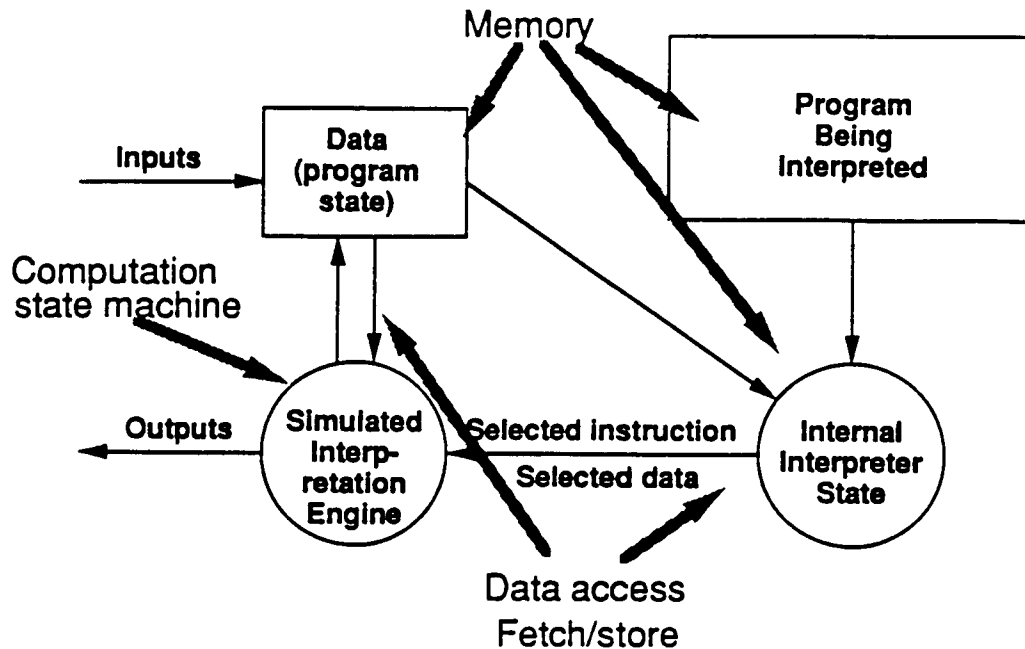 Memory
Program
Being
Interpreted
Data
(program
state)
Inputs
Computation
state machine
Simulated
Interp-
retation
Engine
Outputs
Selected instruction
Selected data
Internal
Interpreter
State
Data access
Fetch/store